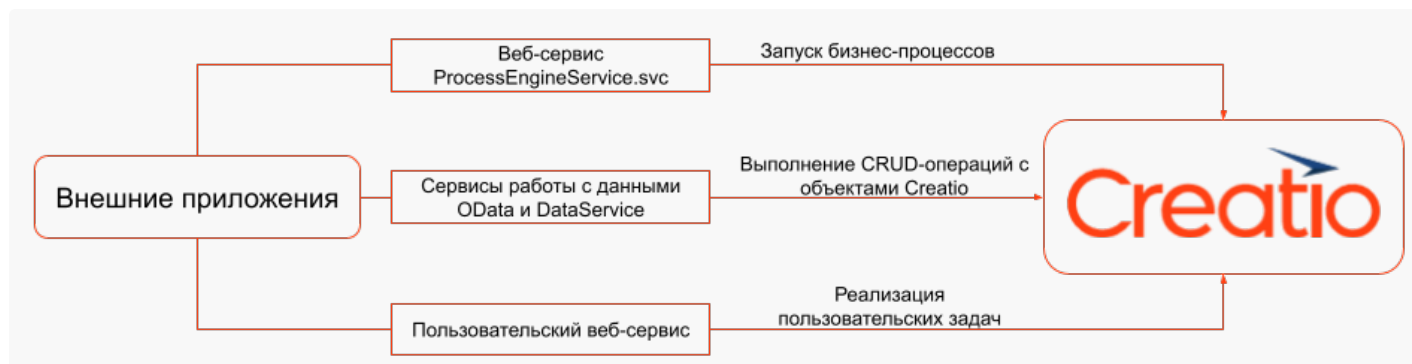 Веб-сервис
ProcessEngineService.svc
Запуск бизнес-процессов
Внешние приложения
Сервисы работы с данными
OData и DataService
Выполнение CRUD-операций с
объектами Creatio
Creatio
Пользовательский веб-сервис
Реализация
пользовательских задач